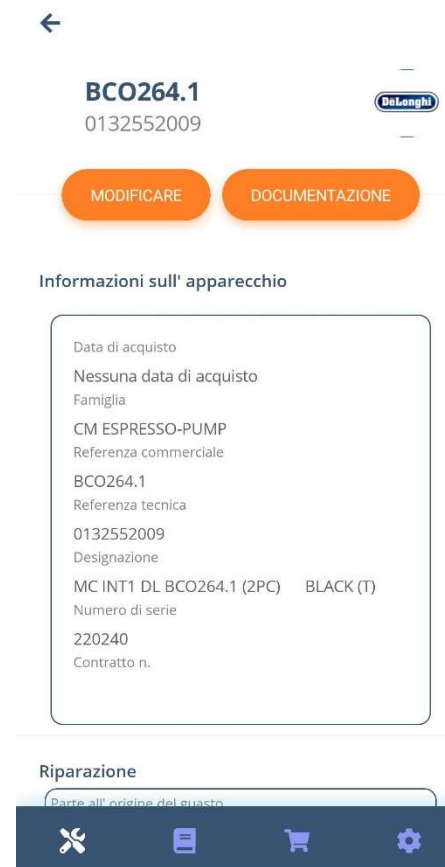 BCO264.1
DeLonghi
0132552009
MODIFICARE
DOCUMENTAZIONE
Informazioni sull' apparecchio
Data di acquisto
Nessuna data di acquisto
Famiglia
CM ESPRESSO-PUMP
Referenza commerciale
BCO264.1
Referenza tecnica
0132552009
Designazione
MC INT1 DL BCO264.1 (2PC) BLACK (T)
Numero di serie
220240
Contratto n.
Riparazione
Parte all' origine del guasto